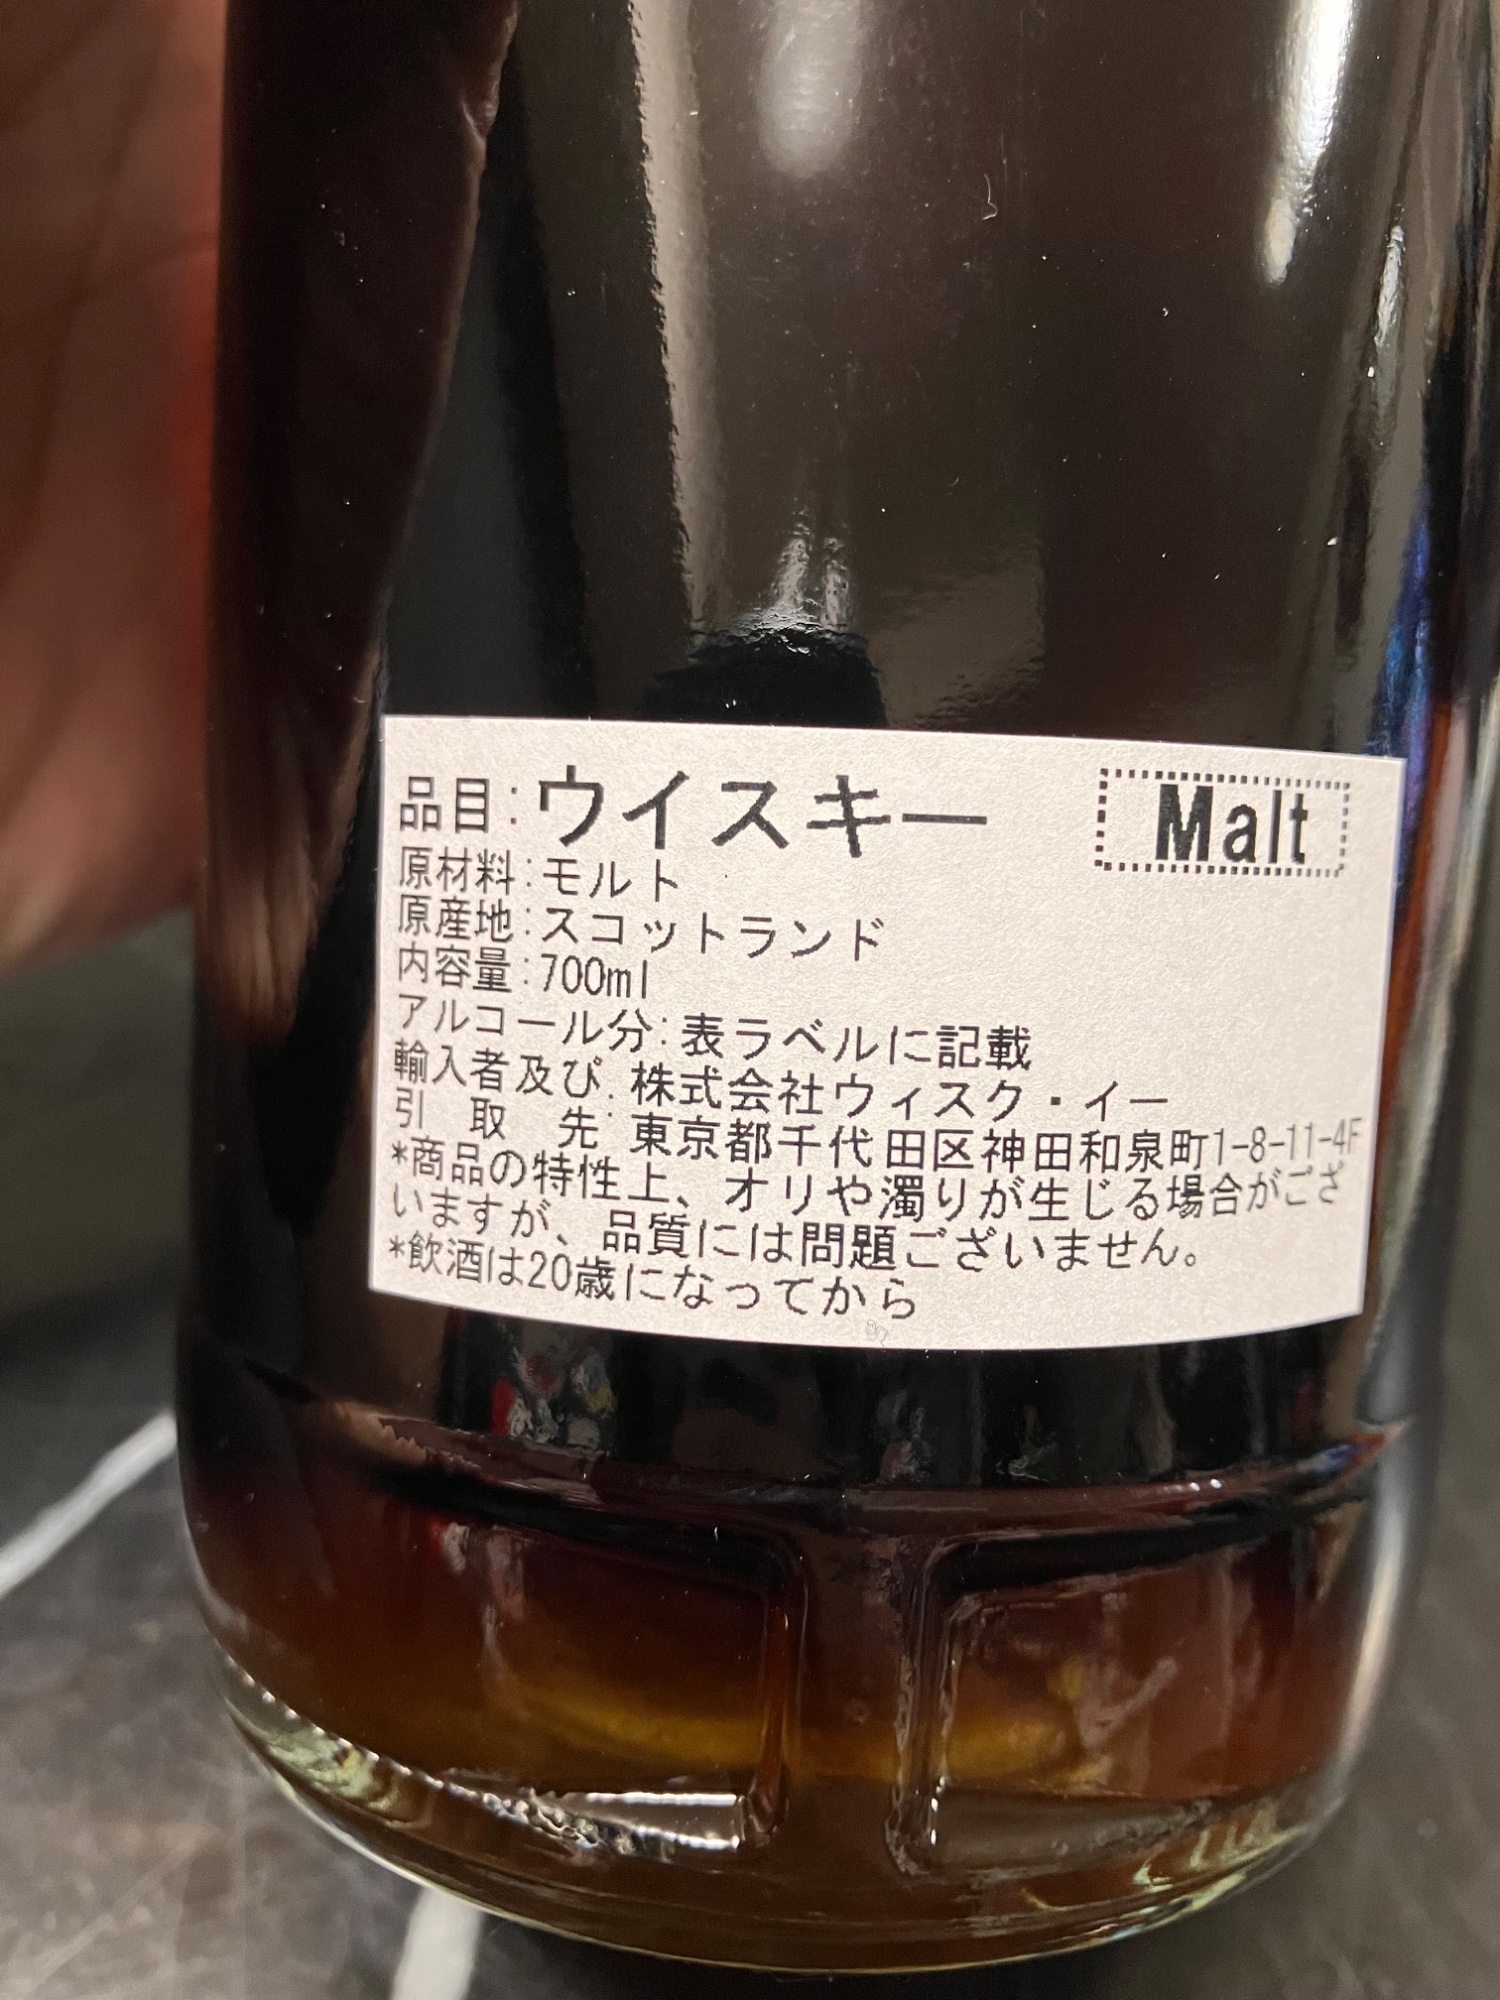 品目:ウイスキー Malt
原材料:モルト
原産地:スコットランド
内容量:700ml
アルコール分:表ラベルに記載
輸入者及び:株式会社ウィスク・イー
引取先:東京都千代田区神田和泉町1-8-11-4F
*商品の特性上、オリや濁りが生じる場合がござ
いますが、品質には問題ございません。
*飲酒は20歳になってから